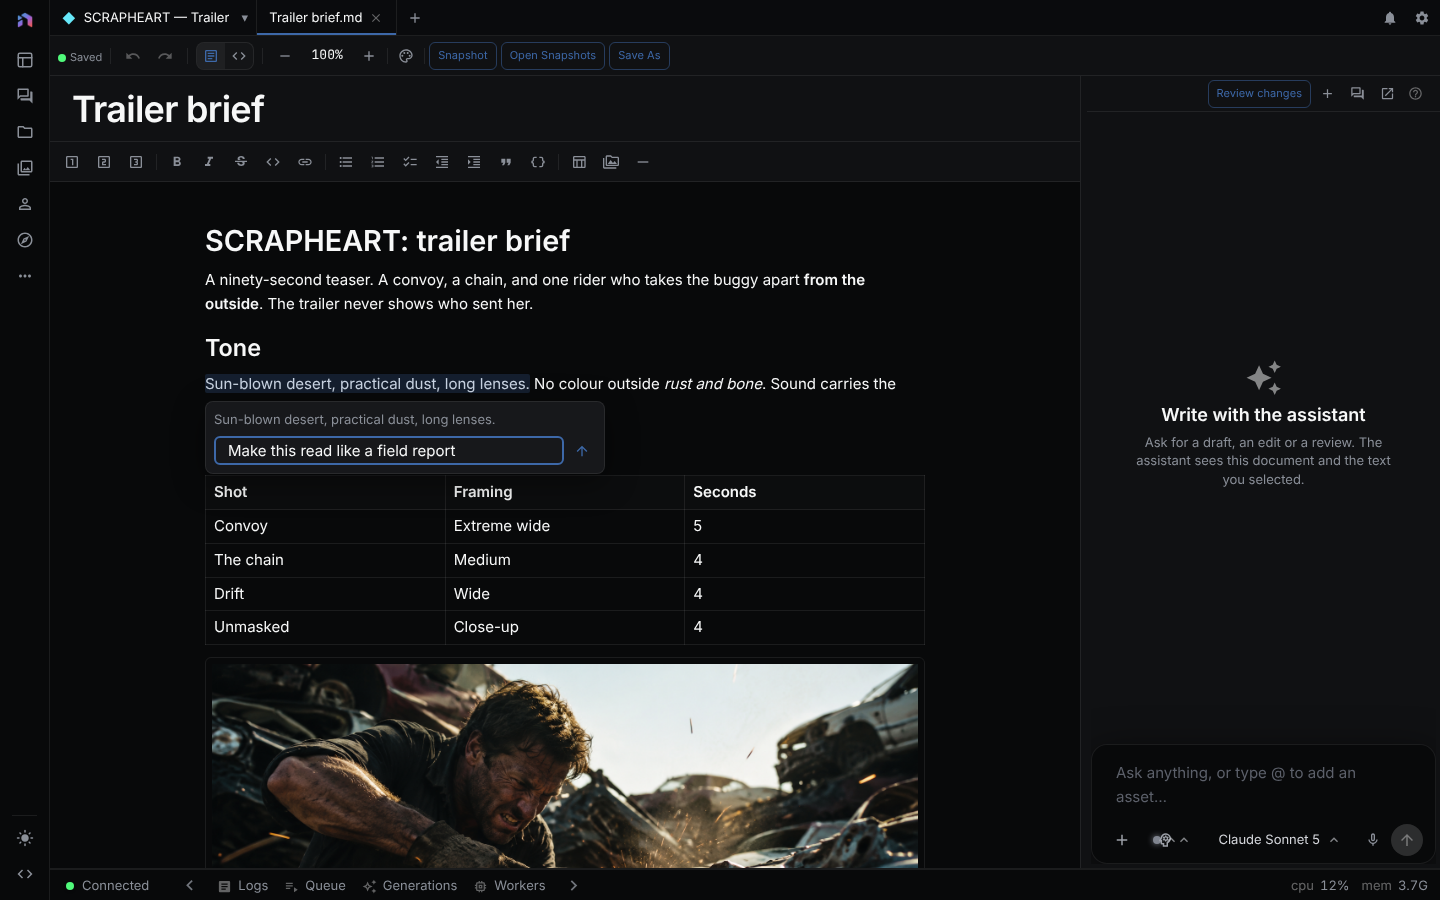 SCRAPHEART — Trailer
Trailer brief.md
Saved
100%
Snapshot
Open Snapshots
Save As
Review changes
Trailer brief
1 2 3 B I S
SCRAPHEART: trailer brief
A ninety-second teaser. A convoy, a chain, and one rider who takes the buggy apart from the
outside. The trailer never shows who sent her.
Tone
Sun-blown desert, practical dust, long lenses. No colour outside rust and bone. Sound carries the
Sun-blown desert, practical dust, long lenses.
Make this read like a field report
Shot Framing Seconds
Convoy Extreme wide 5
The chain Medium 4
Drift Wide 4
Unmasked Close-up 4
Write with the assistant
Ask for a draft, an edit or a review. The
assistant sees this document and the text
you selected.
Ask anything, or type @ to add an
asset...
Claude Sonnet 5
Connected
Logs
Queue
Generations
Workers
cpu 12% mem 3.7G